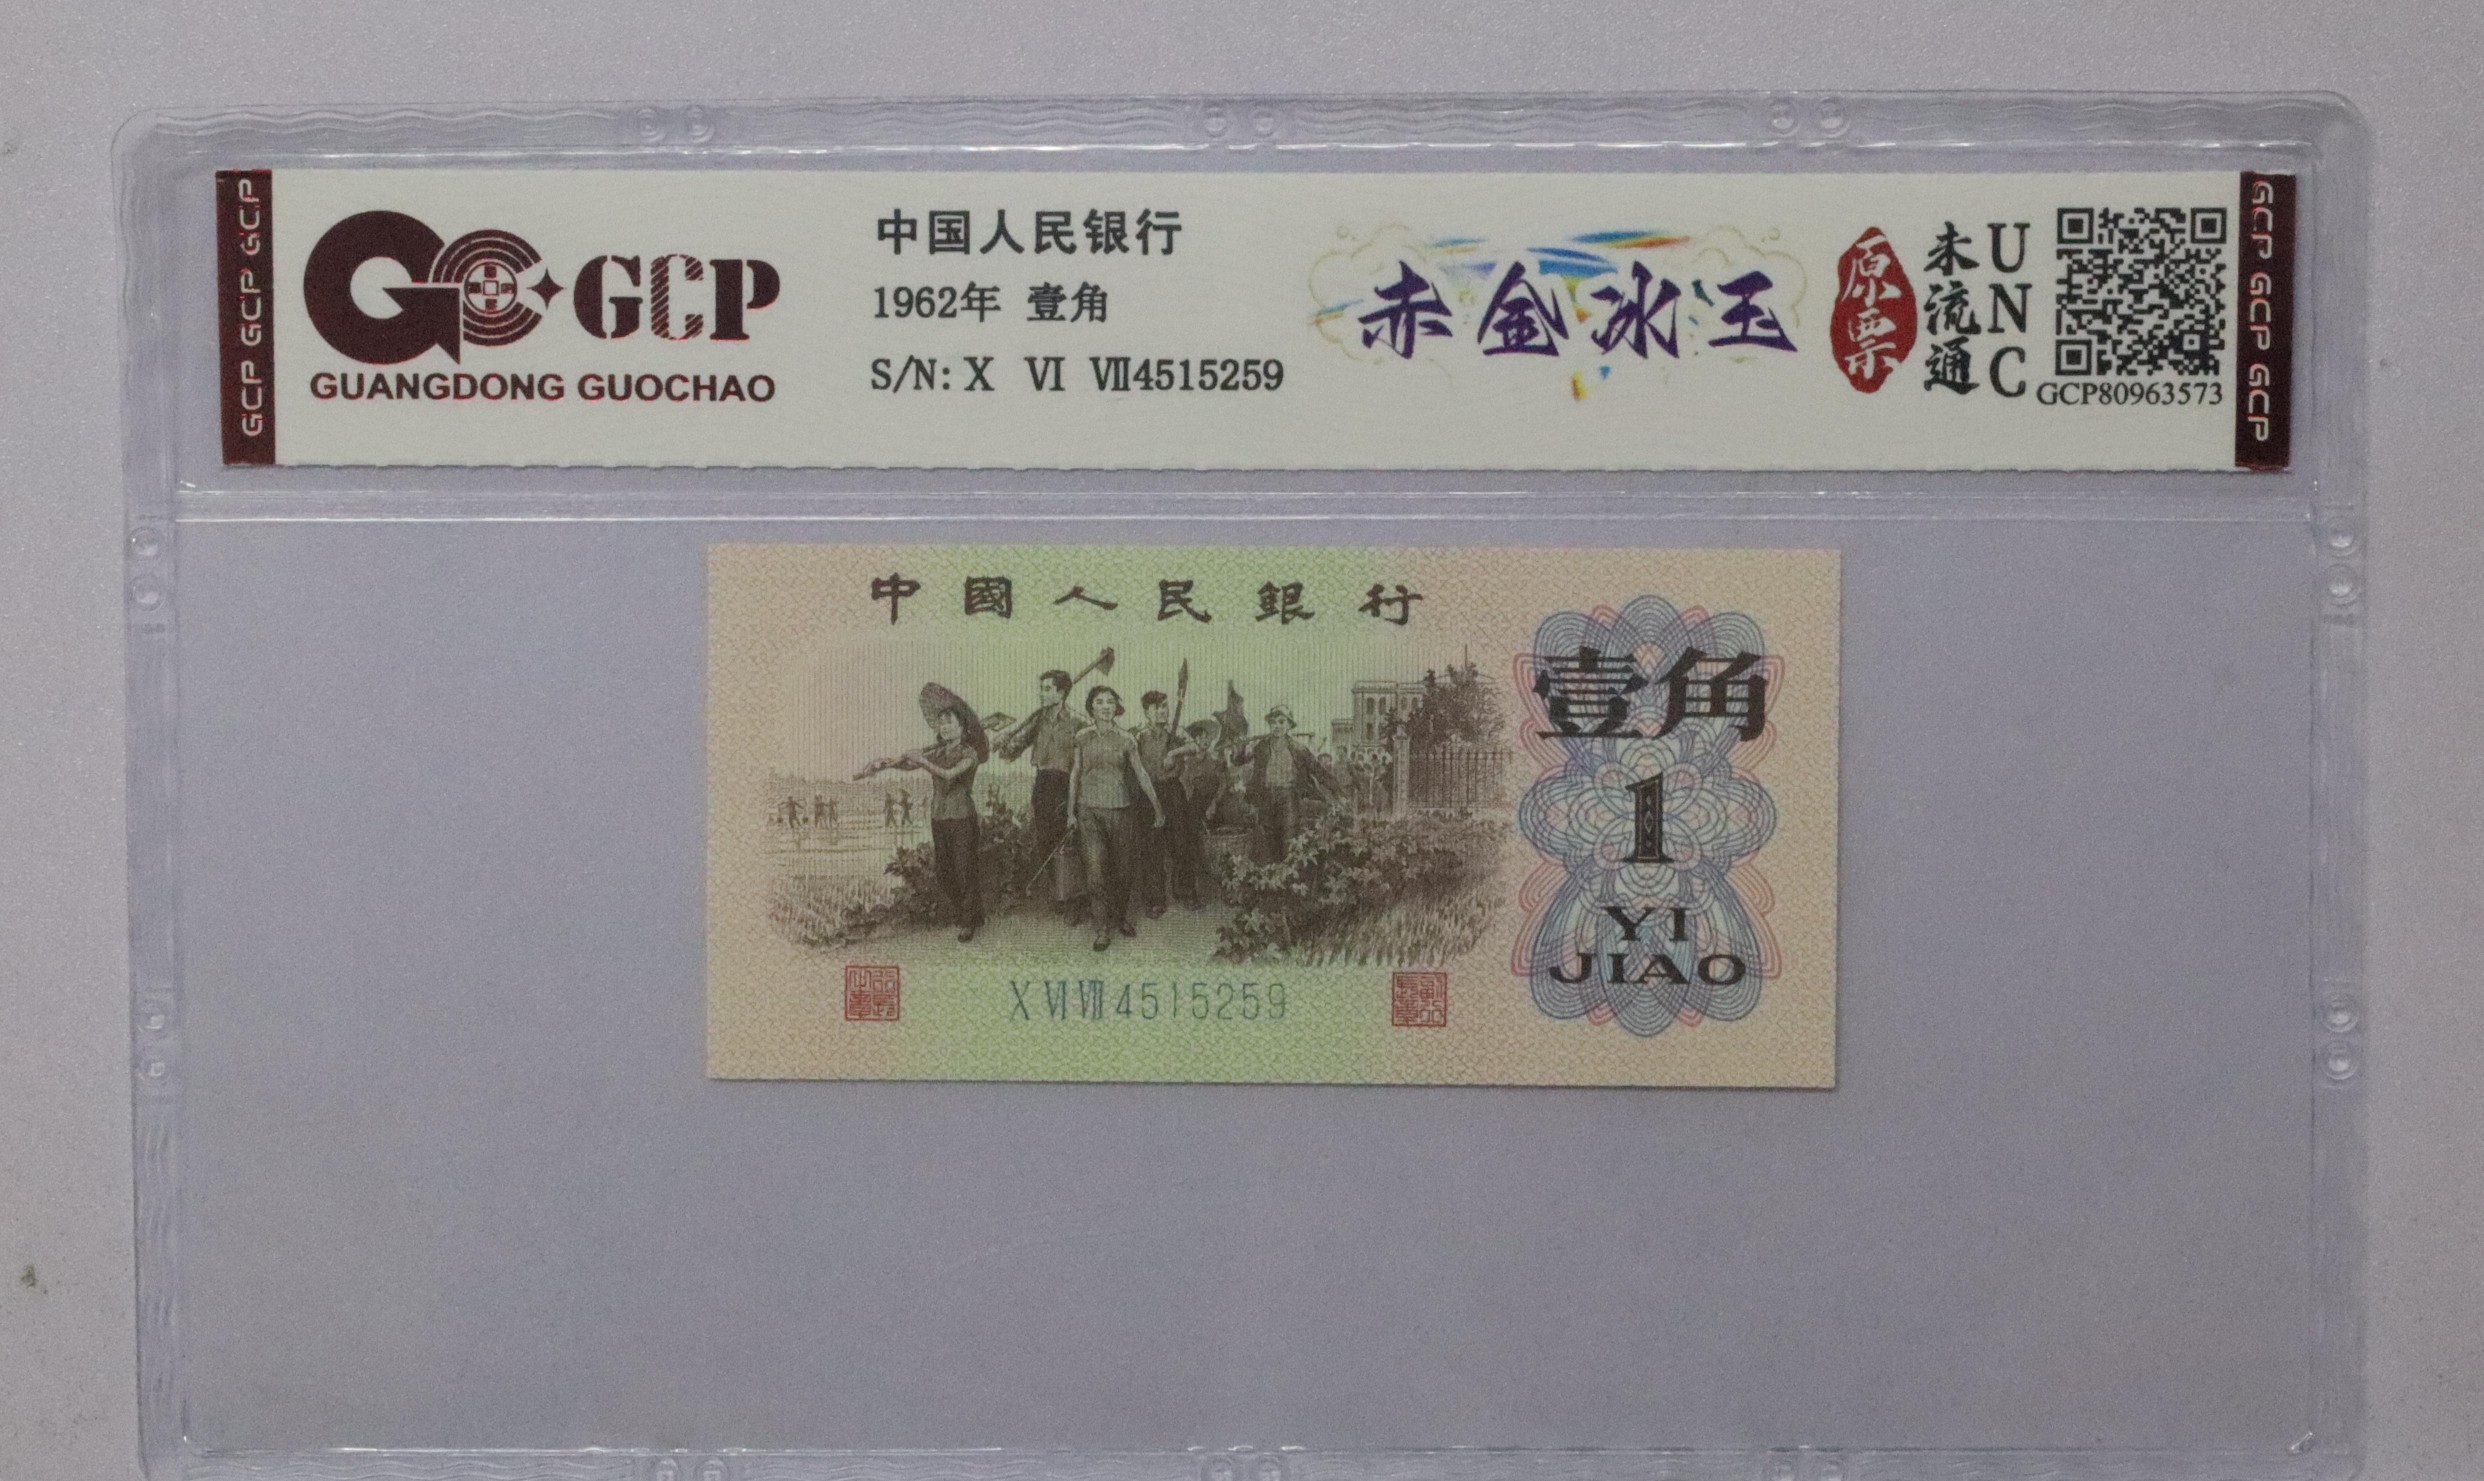 GCP GCP GCP
GCP
GUANGDONG GUOCHAO
中国人民银行
1962年 壹角
S/N: X VI VII4515259
赤金冰玉
原票
未流通
UNC
GCP80963573
GCP GCP GCP
中國人民銀行
壹角
1
YI
JIAO
X VI VII 4515259